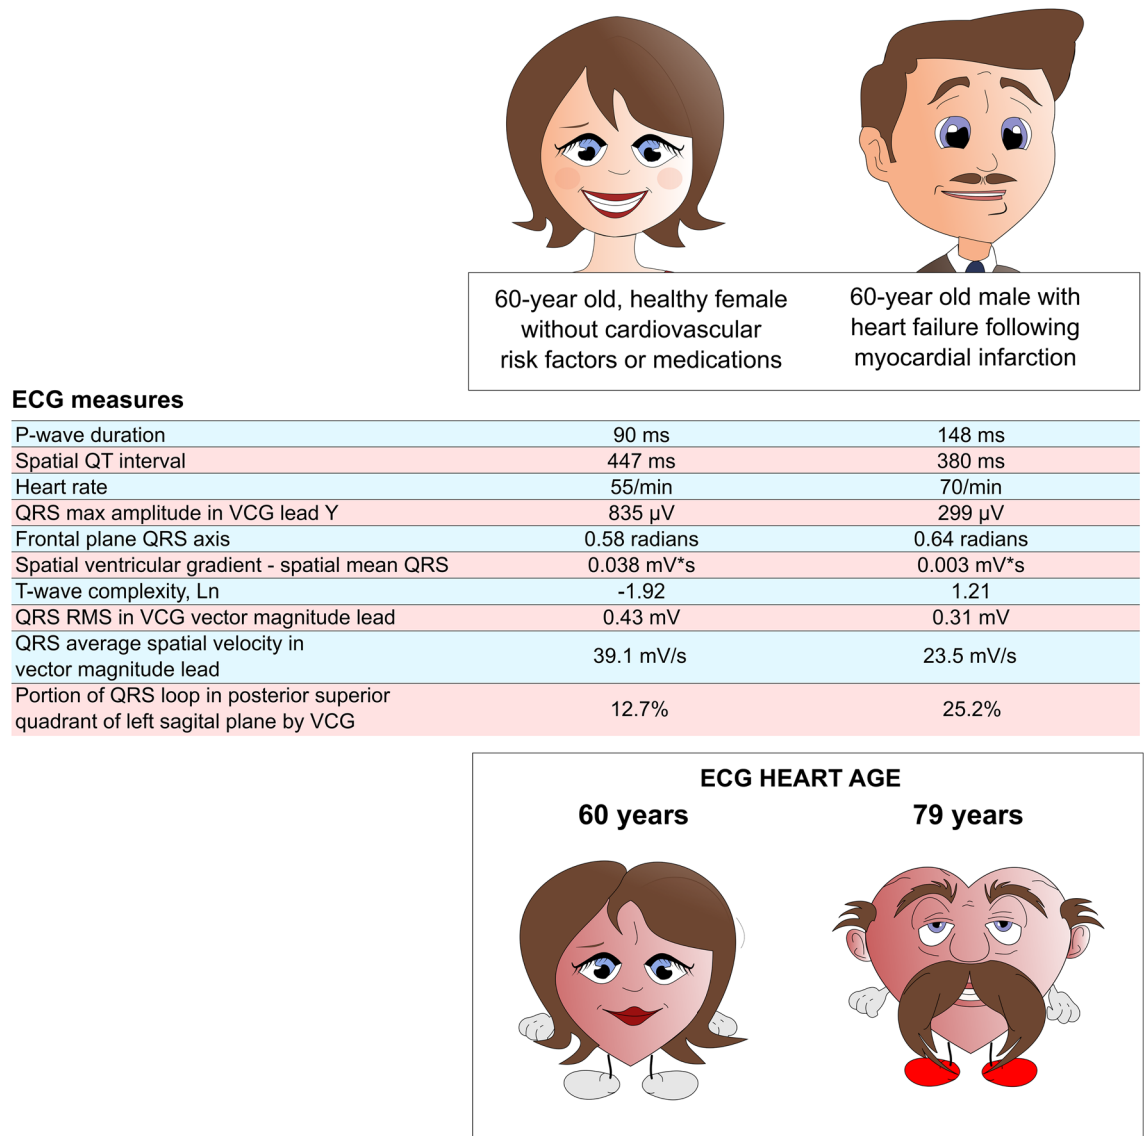 60-year old, healthy female
without cardiovascular
risk factors or medications
60-year old male with
heart failure following
myocardial infarction
ECG measures
P-wave duration 90 ms 148 ms
Spatial QT interval 447 ms 380 ms
Heart rate 55/min 70/min
QRS max amplitude in VCG lead Y 835 µV 299 µV
Frontal plane QRS axis 0.58 radians 0.64 radians
Spatial ventricular gradient - spatial mean QRS 0.038 mV*s 0.003 mV*s
T-wave complexity, Ln -1.92 1.21
QRS RMS in VCG vector magnitude lead 0.43 mV 0.31 mV
QRS average spatial velocity in
vector magnitude lead 39.1 mV/s 23.5 mV/s
Portion of QRS loop in posterior superior
quadrant of left sagital plane by VCG 12.7% 25.2%
ECG HEART AGE
60 years 79 years